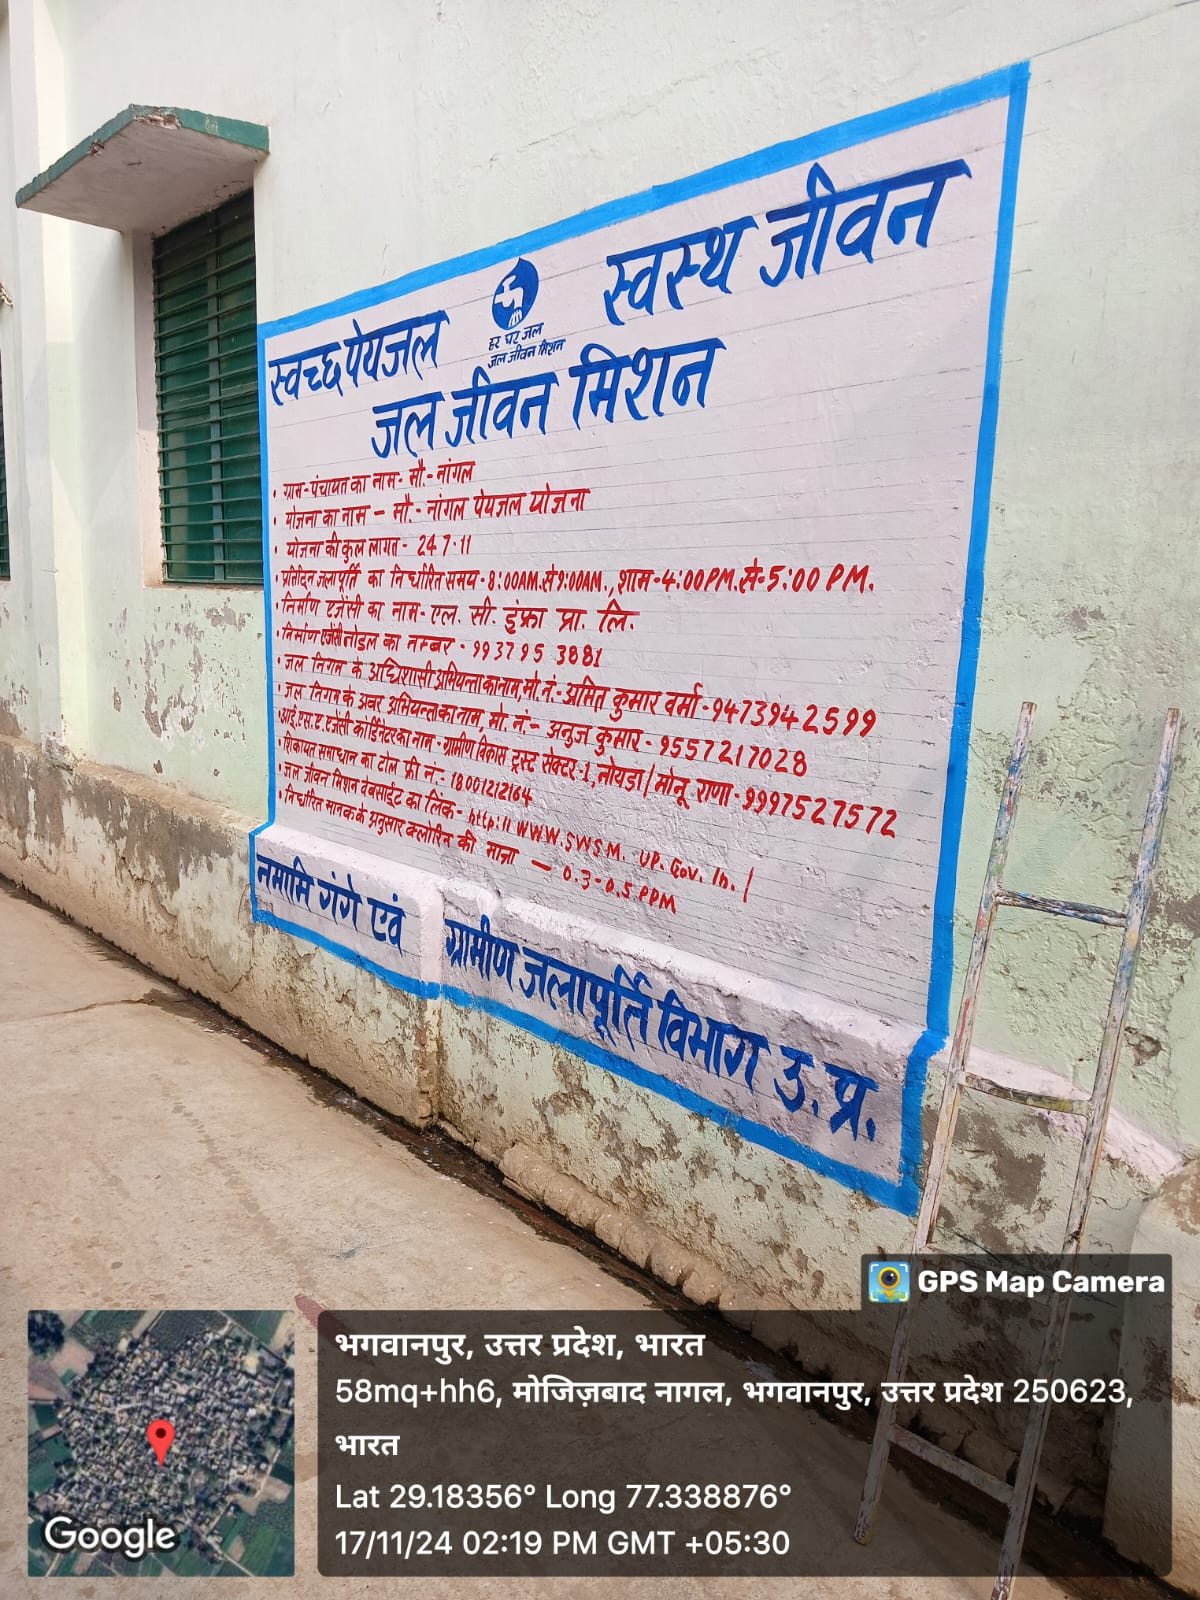 स्वच्छ पेयजल
स्वस्थ जीवन
हर घर जल
जल जीवन मिशन
जल जीवन मिशन
• ग्राम-पंचायत का नाम- मौ.- नांगल
• योजना का नाम - मौ.- नांगल पेयजल योजना
• योजना की कुल लागत - 247.11
• प्रतिदिन जलापूर्ति का निर्धारित समय-8:00AM.से9:00AM., शाम-4:00PM.से-5:00 PM.
• निर्माण एजेंसी का नाम- एल. सी. इंफ्रा प्रा. लि.
• निर्माण एजेंसी नोडल का नम्बर - 9937953881
• जल निगम के अधिशासी अभियन्ता का नाम, मो. नं.- अमित कुमार वर्मा-9473942599
• जल निगम के अवर अभियन्ता का नाम, मो. नं.- अनुज कुमार - 9557217028
• आई.एस.ए. एजेंसी कोर्डिनेटर का नाम - ग्रामीण विकास ट्रस्ट सेक्टर-1, नोयडा/मोनू राणा-9997527572
• शिकायत समाधान का टोल फ्री नं.- 18001212164
• जल जीवन मिशन वेबसाईट का लिंक- http:// WWW.SWSM. UP. Gov. In. /
• निर्धारित मानक के अनुसार क्लोरिन की मात्रा — 0.3-0.5 PPM
नमामि गंगे एवं ग्रामीण जलापूर्ति विभाग उ.प्र.
GPS Map Camera
भगवानपुर, उत्तर प्रदेश, भारत
58mq+hh6, मोजिज़बाद नागल, भगवानपुर, उत्तर प्रदेश 250623,
भारत
Lat 29.18356° Long 77.338876°
17/11/24 02:19 PM GMT +05:30
Google